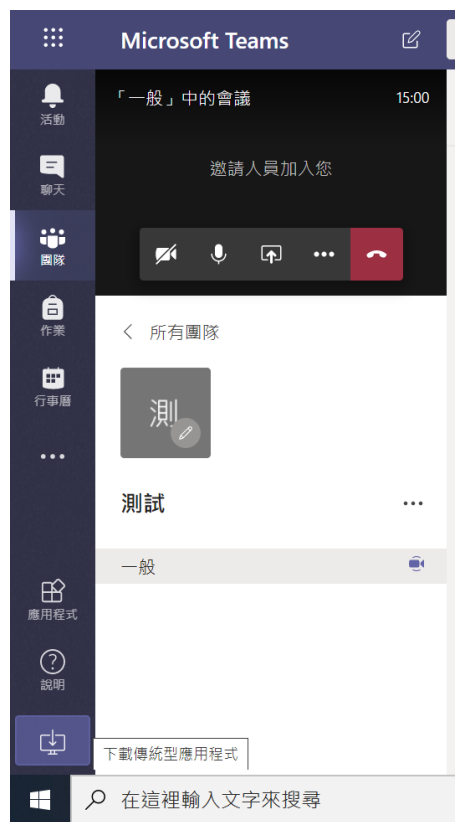 Microsoft Teams
活動
聊天
團隊
作業
行事曆
應用程式
說明
「一般」中的會議
15:00
邀請人員加入您
所有團隊
測
測試
一般
下載傳統型應用程式
在這裡輸入文字來搜尋